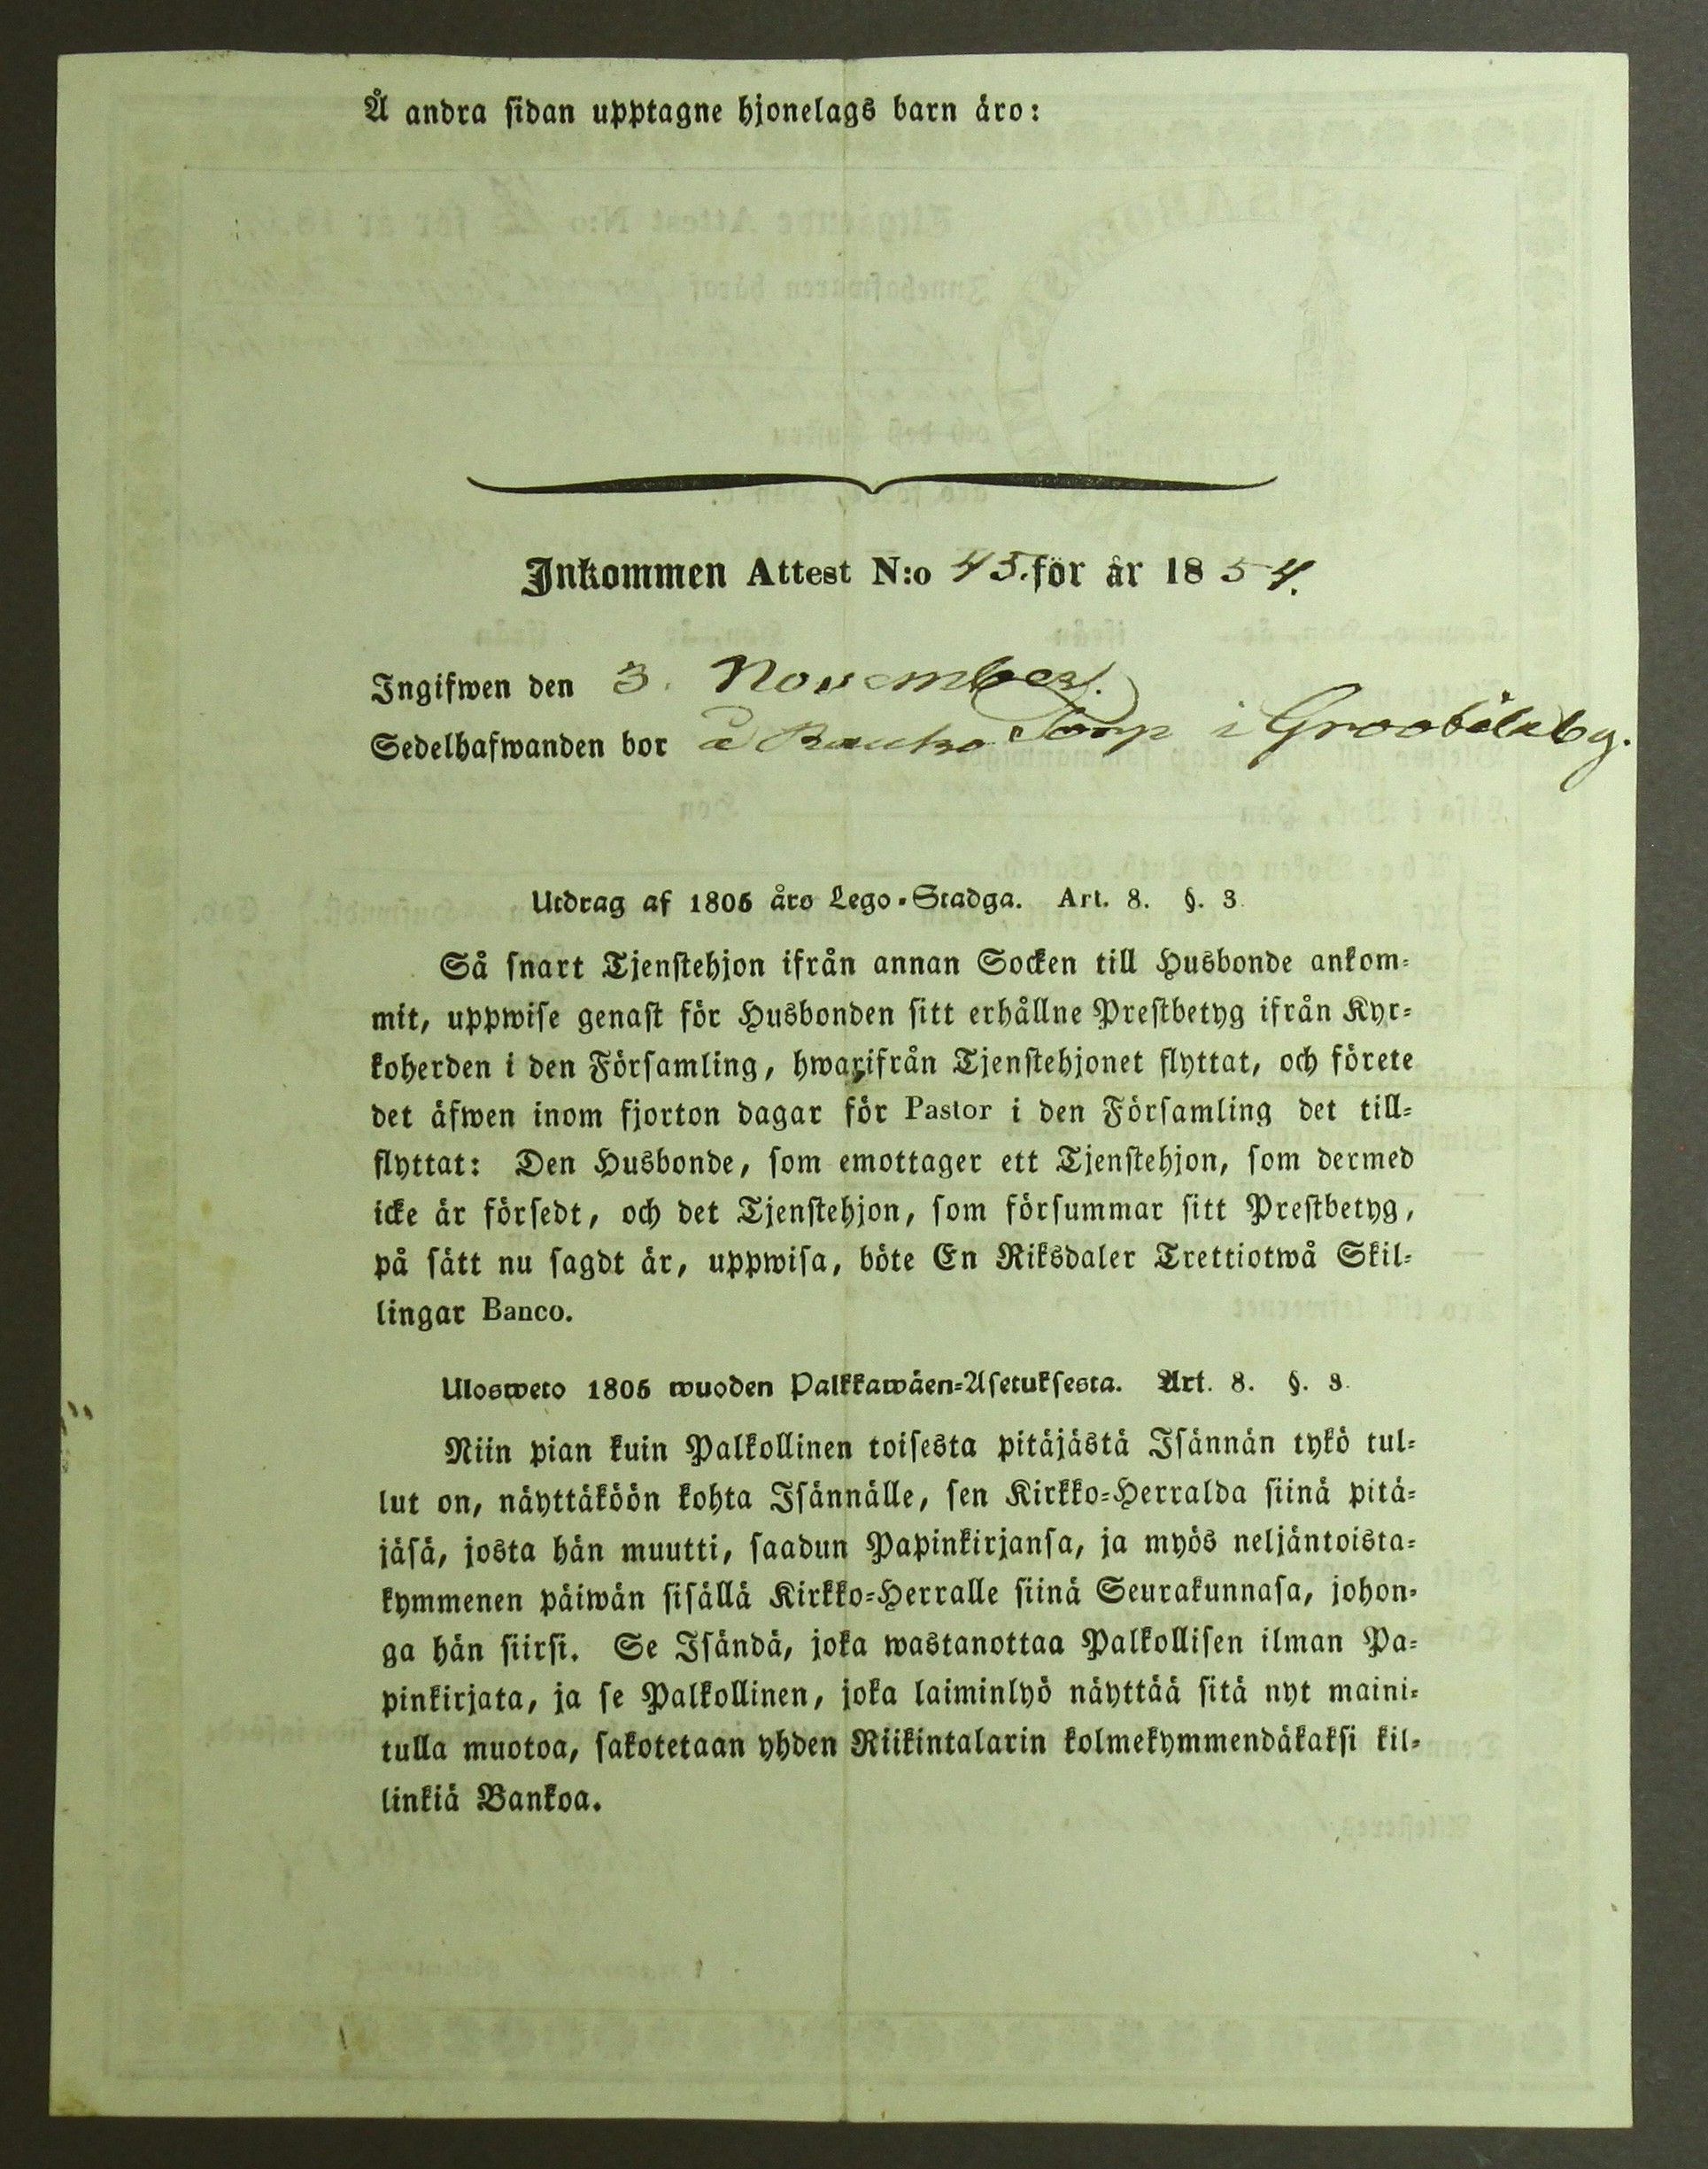 Å andra sidan upptagne hjonelags barn äro:
Inkommen Attest N:o 45. för år 1854.
Ingifwen den 3. November.
Sedelhafwanden bor å Torp i
Utdrag af 1805 års Lego-Stadga. Art. 8. §. 3.
Så snart Tjenstehjon ifrån annan Socken till Husbonde ankom-
mit, uppwise genast för Husbonden sitt erhållne Prestbetyg ifrån Kyr-
koherden i den Församling, hwarifrån Tjenstehjonet flyttat, och förete
det äfwen inom fjorton dagar för Pastor i den Församling det till-
flyttat: Den Husbonde, som emottager ett Tjenstehjon, som dermed
icke är försedt, och det Tjenstehjon, som försummar sitt Prestbetyg,
på sätt nu sagdt är, uppwisa, böte En Riksdaler Trettiotwå Skil-
lingar Banco.
Ulosweto 1805 wuoden Palkkawäen-Asetuksesta. Art. 8. §. 3.
Niin pian kuin Palkollinen toisesta pitäjästä Isännän tykö tul-
lut on, näyttäköön kohta Isännälle, sen Kirkko-Herralda siinä pitä-
jäsä, josta hän muutti, saadun Papinkirjansa, ja myös neljäntoista-
kymmenen päiwän sisällä Kirkko-Herralle siinä Seurakunnasa, johon-
ga hän siirsi. Se Isändä, joka wastanottaa Palkollisen ilman Pa-
pinkirjata, ja se Palkollinen, joka laiminlyö näyttää sitä nyt maini-
tulla muotoa, sakotetaan yhden Riikintalarin kolmekymmendäkaksi kil-
linkiä Bankoa.